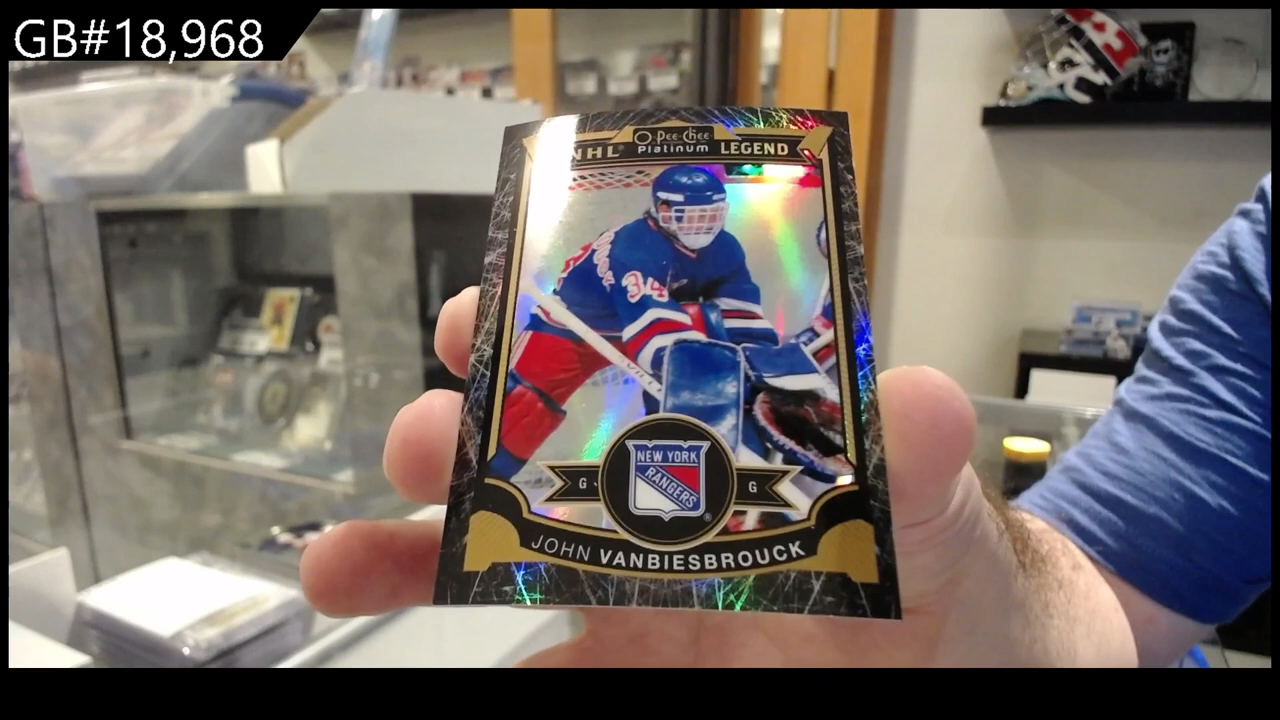 GB#18,968
O-Pee-Chee
Platinum
NHL LEGEND
34
NEW YORK
RANGERS
G G
JOHN VANBIESBROUCK